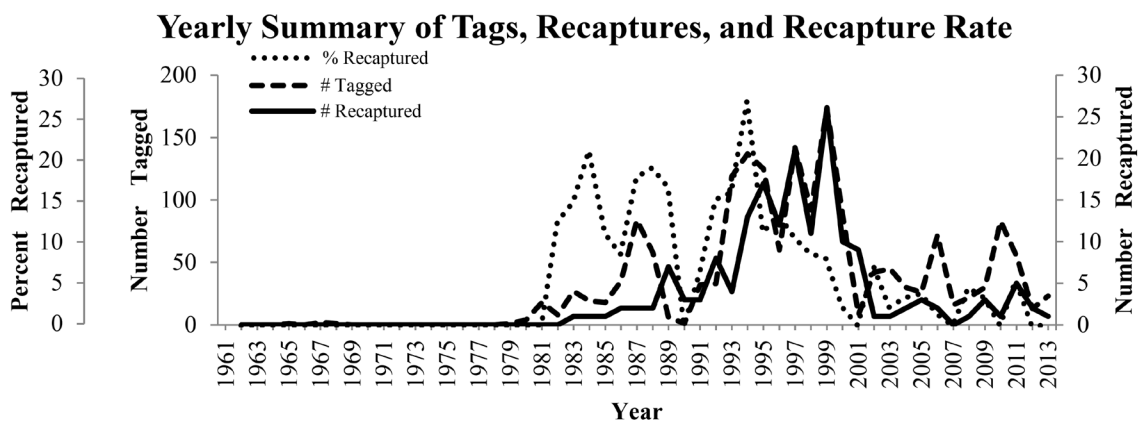 Yearly Summary of Tags, Recaptures, and Recapture Rate
% Recaptured
# Tagged
# Recaptured
Percent Recaptured
30
25
20
15
10
5
0
Number Tagged
200
150
100
50
0
30
25
20
15
10
5
0
Number Recaptured
1961 1963 1965 1967 1969 1971 1973 1975 1977 1979 1981 1983 1985 1987 1989 1991 1993 1995 1997 1999 2001 2003 2005 2007 2009 2011 2013
Year